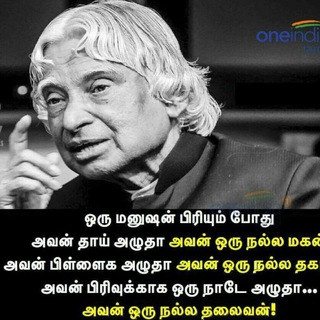 oneindia
ஒரு மனுஷன் பிரியும் போது
அவன் தாய் அழுதா அவன் ஒரு நல்ல மகன்
அவன் பிள்ளைக அழுதா அவன் ஒரு நல்ல தக
அவன் பிரிவுக்காக ஒரு நாடே அழுதா...
அவன் ஒரு நல்ல தலைவன்!